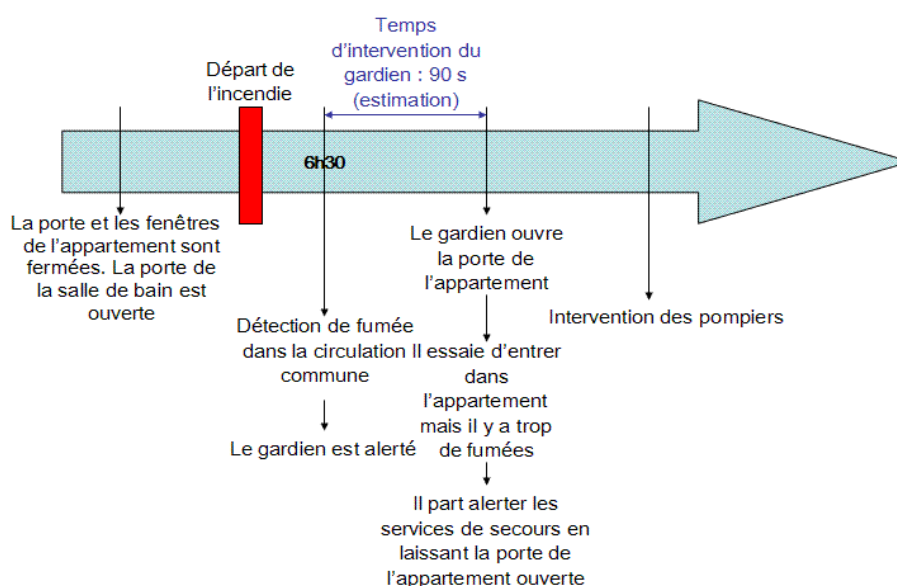 Temps
d'intervention du
gardien : 90 s
(estimation)
Départ de
l'incendie
6h30
La porte et les fenêtres
de l'appartement sont
fermées. La porte de
la salle de bain est
ouverte
Détection de fumée
dans la circulation
commune
Le gardien est alerté
Le gardien ouvre
la porte de
l'appartement
Il essaie d'entrer
dans
l'appartement
mais il y a trop
de fumées
Il part alerter les
services de secours en
laissant la porte de
l'appartement ouverte
Intervention des pompiers